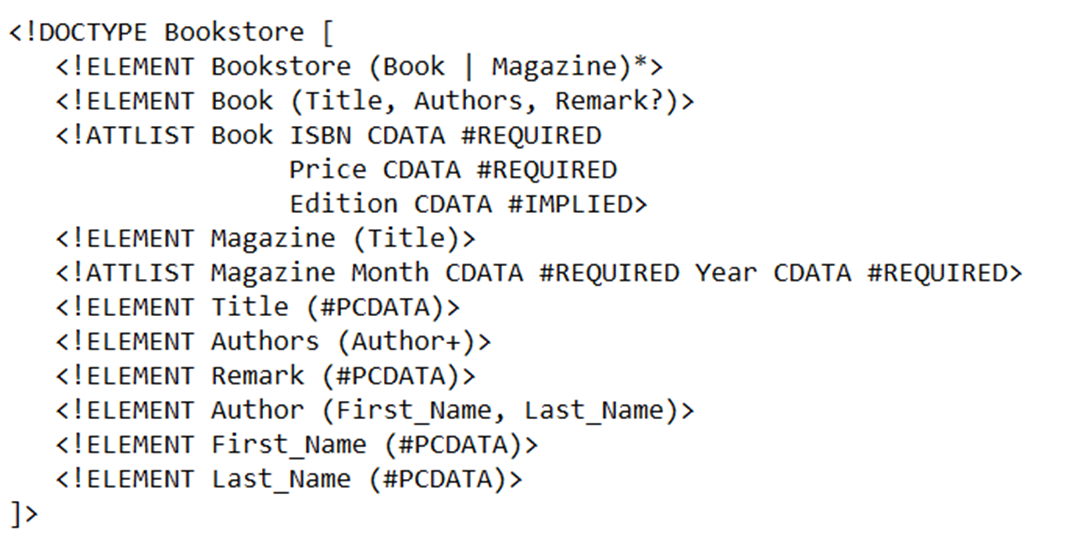 <!DOCTYPE Bookstore [
<!ELEMENT Bookstore (Book | Magazine)*>
<!ELEMENT Book (Title, Authors, Remark?)>
<!ATTLIST Book ISBN CDATA #REQUIRED
Price CDATA #REQUIRED
Edition CDATA #IMPLIED>
<!ELEMENT Magazine (Title)>
<!ATTLIST Magazine Month CDATA #REQUIRED Year CDATA #REQUIRED>
<!ELEMENT Title (#PCDATA)>
<!ELEMENT Authors (Author+)>
<!ELEMENT Remark (#PCDATA)>
<!ELEMENT Author (First_Name, Last_Name)>
<!ELEMENT First_Name (#PCDATA)>
<!ELEMENT Last_Name (#PCDATA)>
]>